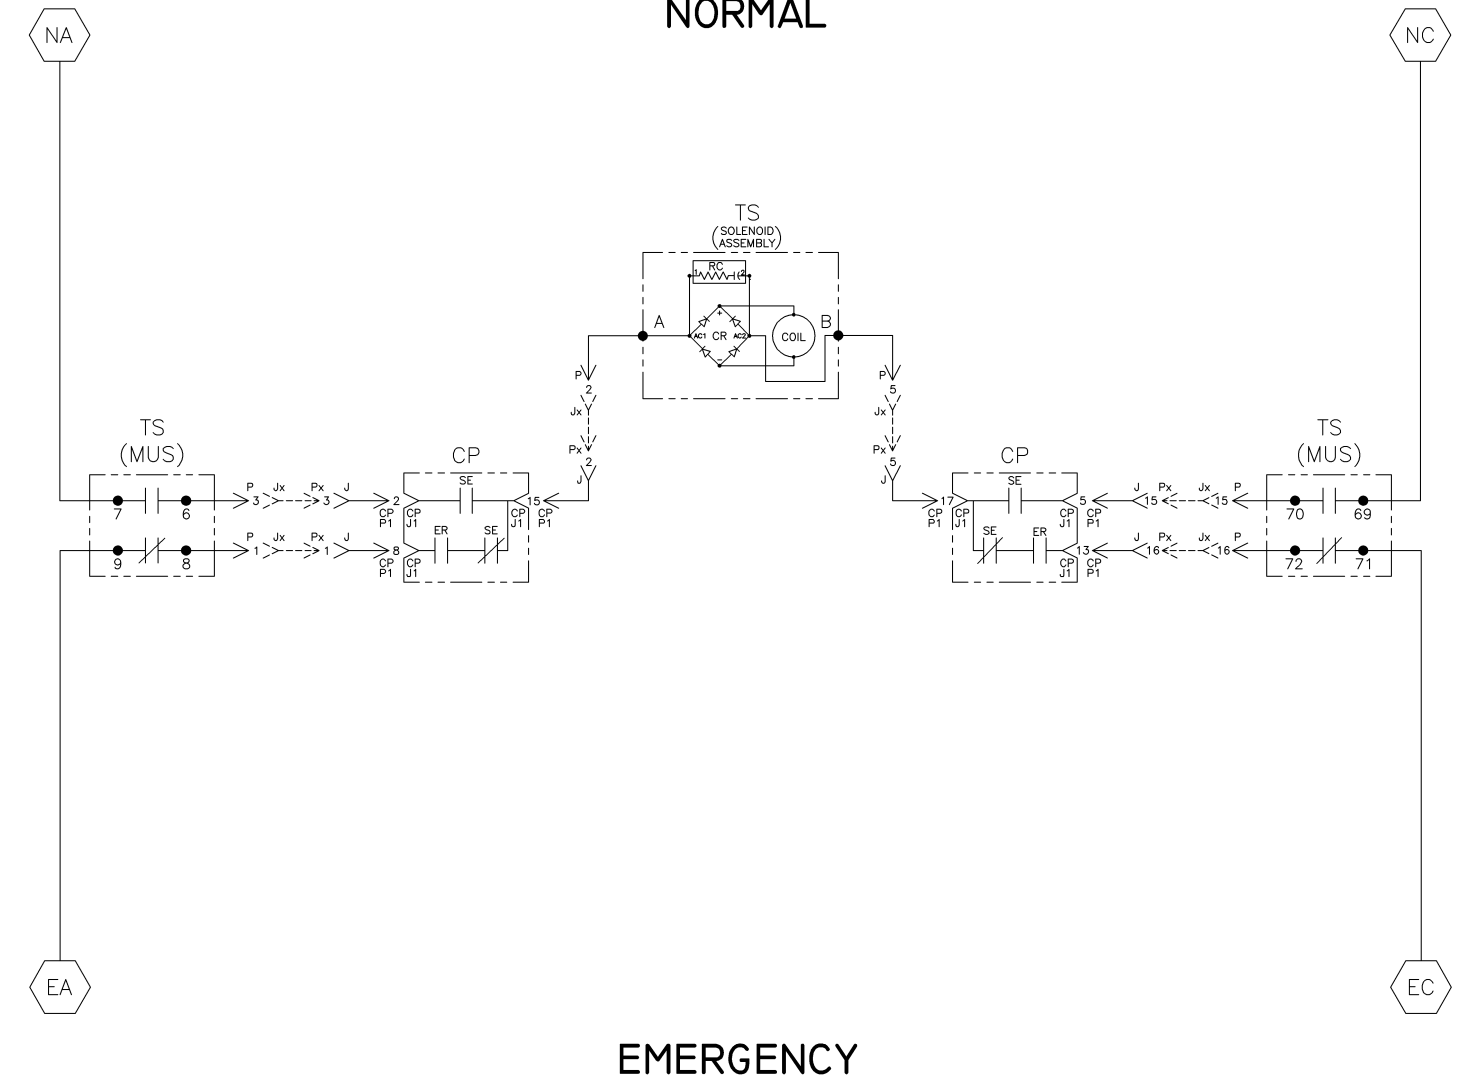 NORMAL
NA
NC
TS
(SOLENOID)
(ASSEMBLY)
RC
1
2
A
B
+
AC1
CR
AC2
COIL
−
P
2
Jx
Px
2
J
P
5
Jx
Px
5
J
TS
(MUS)
CP
CP
TS
(MUS)
7
6
P
3
Jx
Px
3
J
2
CP
P1
CP
J1
SE
15
CP
J1
CP
P1
17
CP
P1
CP
J1
SE
5
CP
J1
CP
P1
J
15
Px
Jx
15
P
70
69
9
8
P
1
Jx
Px
1
J
8
CP
P1
CP
J1
ER
SE
SE
ER
13
CP
J1
CP
P1
J
16
Px
Jx
16
P
72
71
EA
EC
EMERGENCY